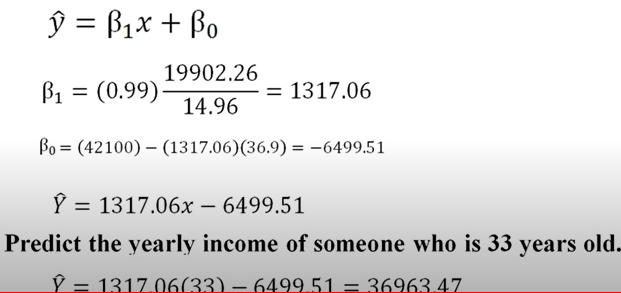 ŷ = β₁x + β₀
β₁ = (0.99) 19902.26 / 14.96 = 1317.06
β₀ = (42100) − (1317.06)(36.9) = −6499.51
Ŷ = 1317.06x − 6499.51
Predict the yearly income of someone who is 33 years old.
Ŷ = 1317.06(33) − 6499.51 = 36963.47